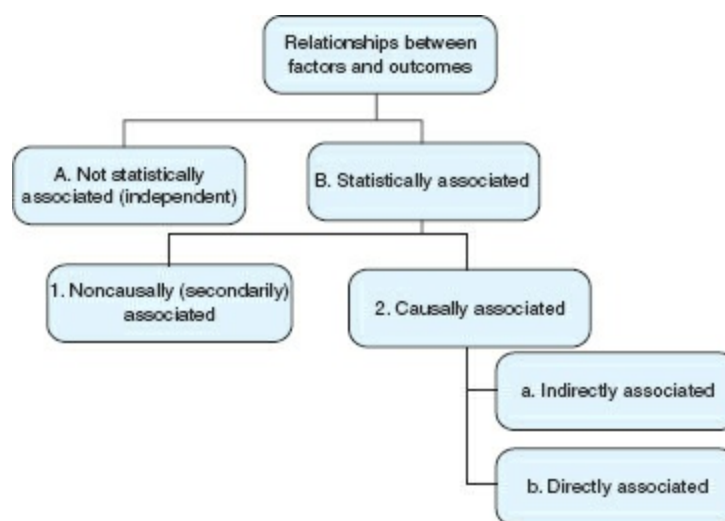 Relationships between
factors and outcomes
A. Not statistically
associated (independent)
B. Statistically associated
1. Noncausally (secondarily)
associated
2. Causally associated
a. Indirectly associated
b. Directly associated